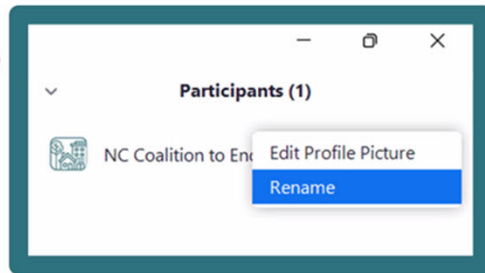 Participants (1)
NC Coalition to En
Edit Profile Picture
Rename